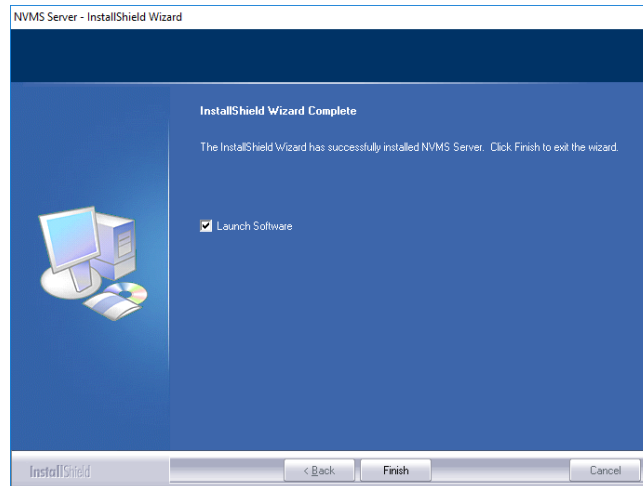 NVMS Server - InstallShield Wizard
InstallShield Wizard Complete
The InstallShield Wizard has successfully installed NVMS Server. Click Finish to exit the wizard.
Launch Software
InstallShield
< Back Finish Cancel